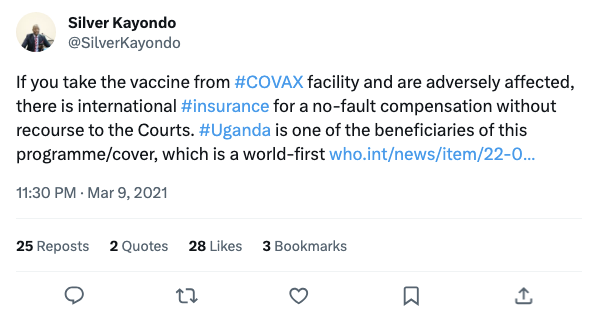 Silver Kayondo
@SilverKayondo
If you take the vaccine from #COVAX facility and are adversely affected,
there is international #insurance for a no-fault compensation without
recourse to the Courts. #Uganda is one of the beneficiaries of this
programme/cover, which is a world-first who.int/news/item/22-0...
11:30 PM · Mar 9, 2021
25 Reposts 2 Quotes 28 Likes 3 Bookmarks